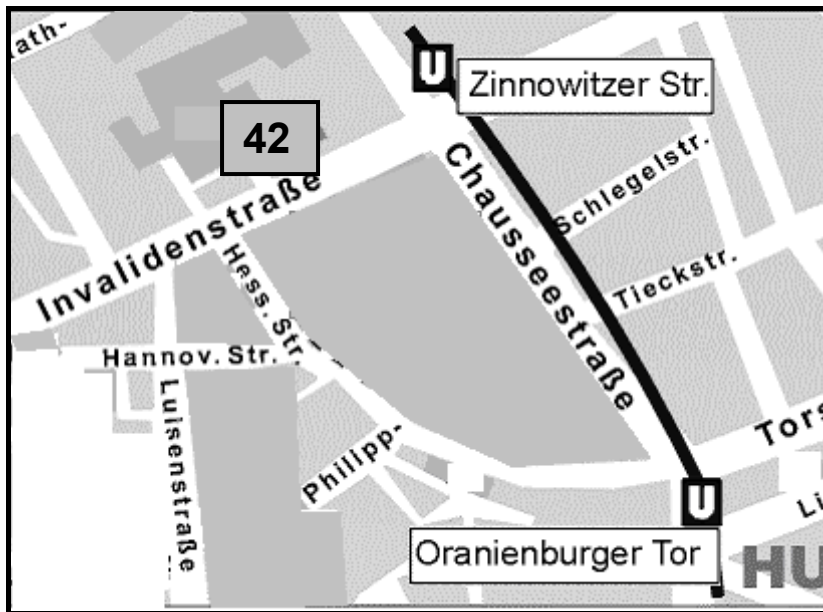 ath-
U
Zinnowitzer Str.
42
Invalidenstraße
Chausseestraße
Schlegelstr.
Hess. Str.
Tieckstr.
Hannov. Str.
Luisenstraße
Philipp-
Tors
U
Li
Oranienburger Tor
HU